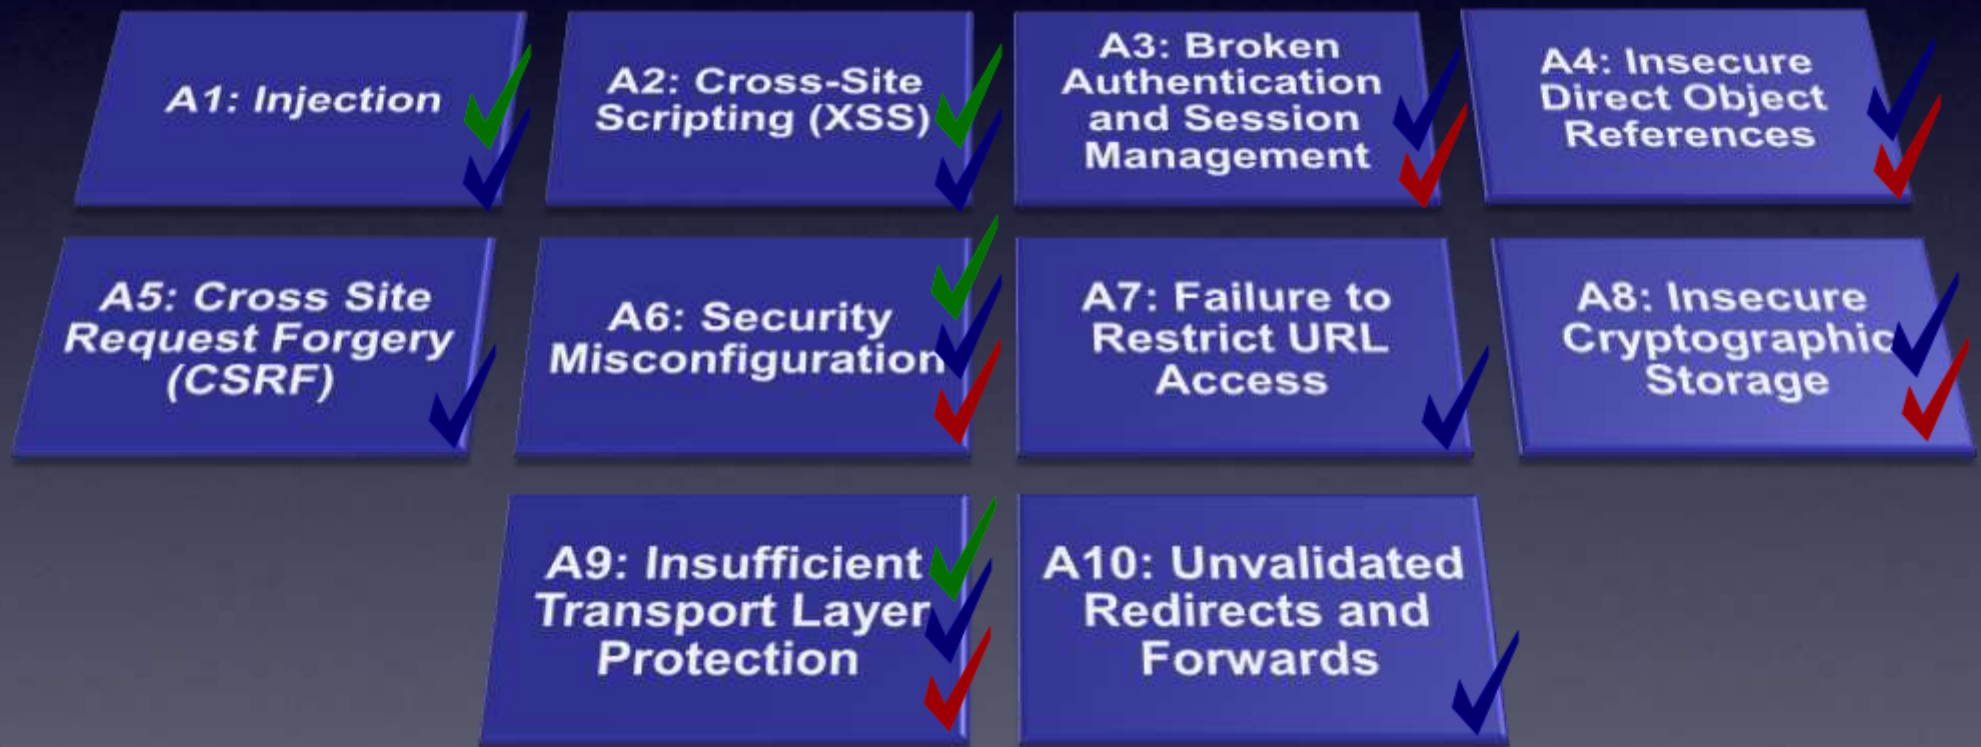 A1: Injection
A2: Cross-Site
Scripting (XSS)
A3: Broken
Authentication
and Session
Management
A4: Insecure
Direct Object
References
A5: Cross Site
Request Forgery
(CSRF)
A6: Security
Misconfiguration
A7: Failure to
Restrict URL
Access
A8: Insecure
Cryptographic
Storage
A9: Insufficient
Transport Layer
Protection
A10: Unvalidated
Redirects and
Forwards